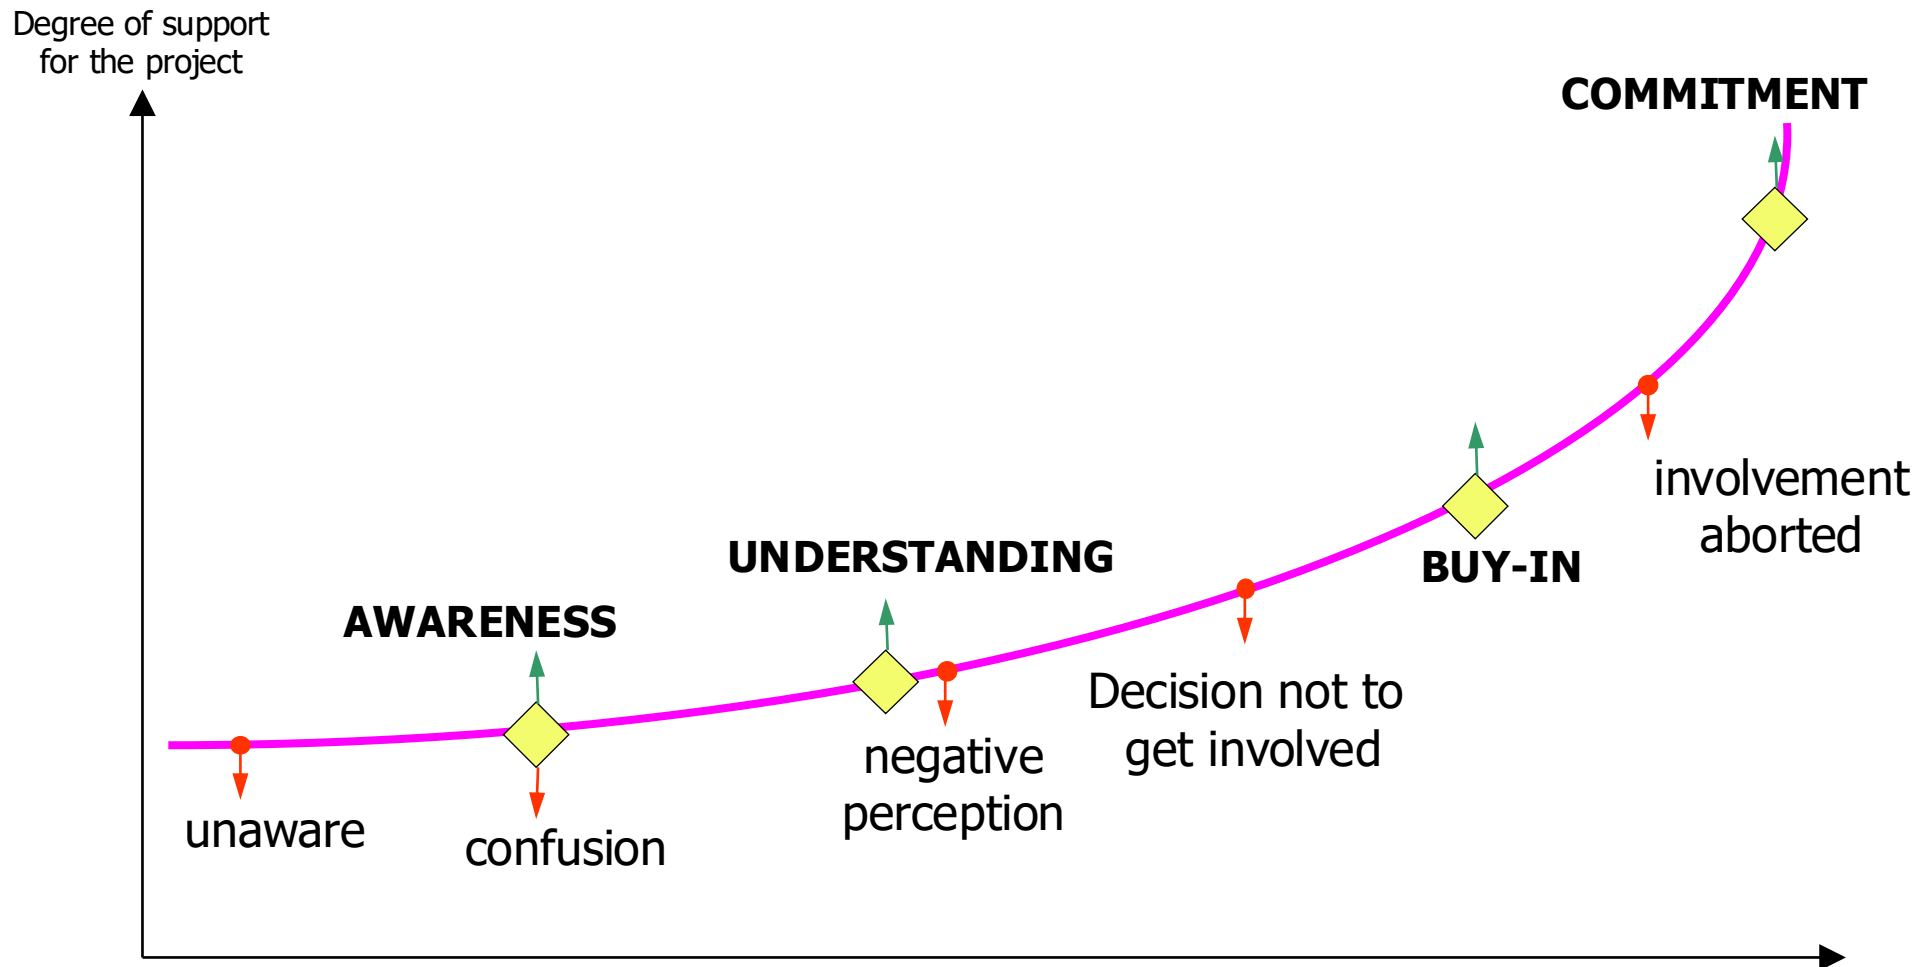 Degree of support
for the project
COMMITMENT
involvement
aborted
UNDERSTANDING
BUY-IN
AWARENESS
Decision not to
get involved
negative
perception
unaware
confusion